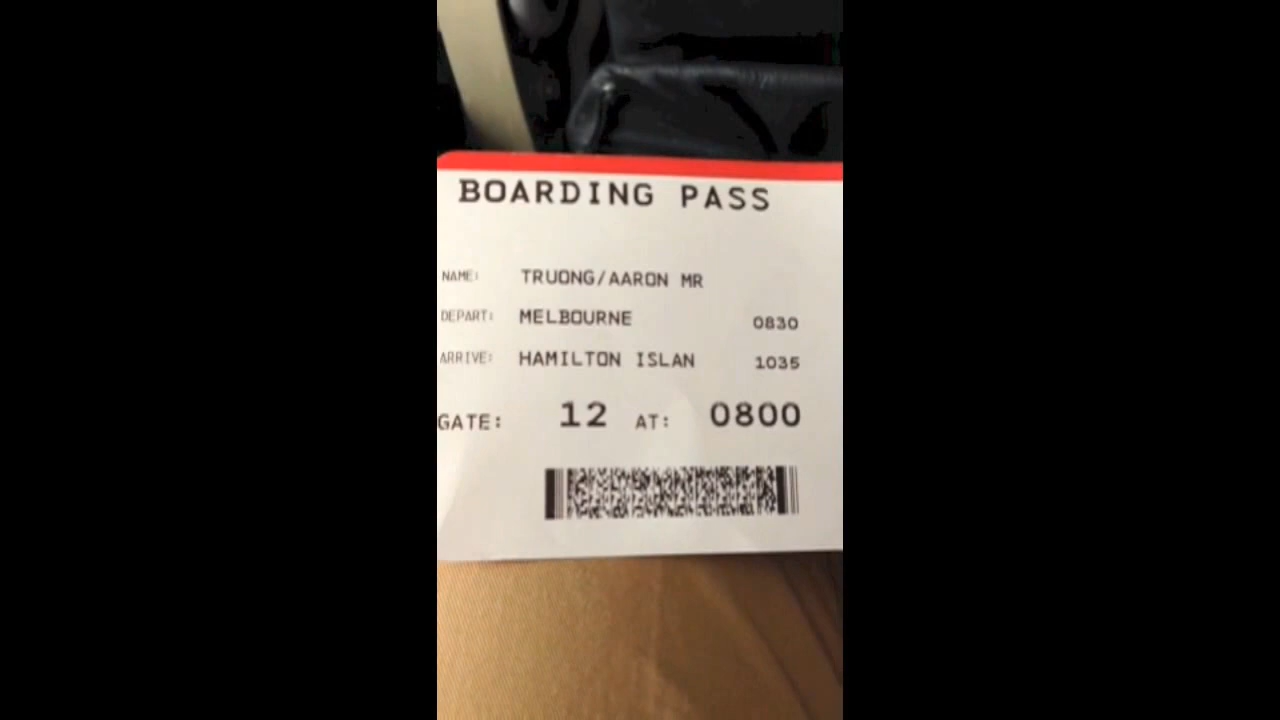 BOARDING PASS
NAME: TRUONG/AARON MR
DEPART: MELBOURNE 0830
ARRIVE: HAMILTON ISLAN 1035
GATE: 12 AT: 0800